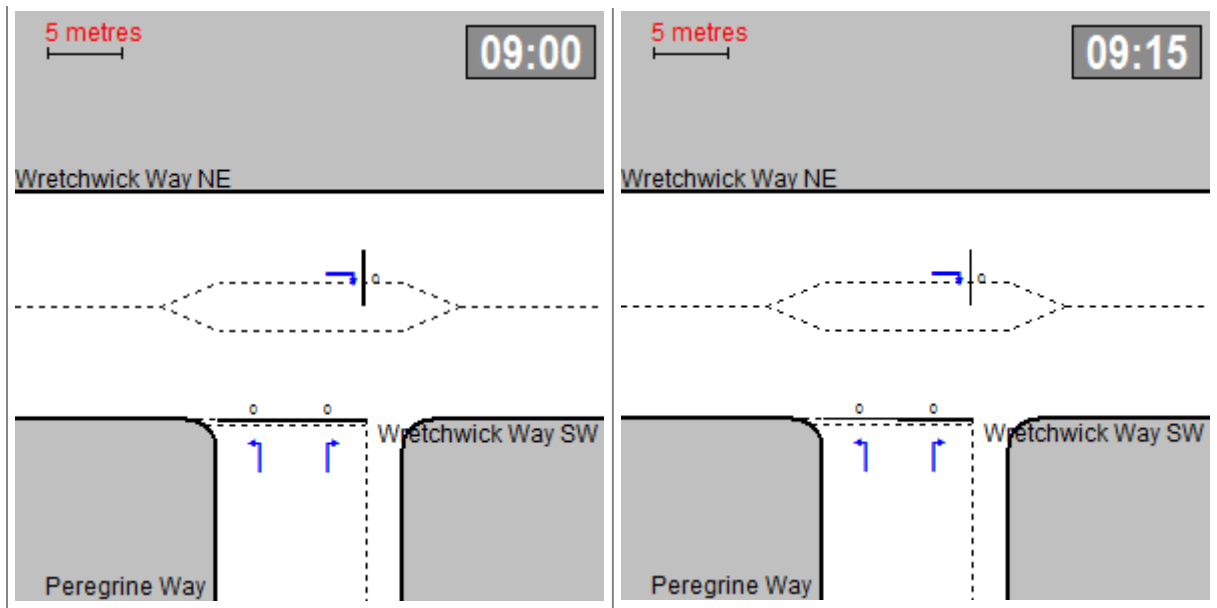 5 metres
09:00
Wretchwick Way NE
0
0 0
Wretchwick Way SW
Peregrine Way
5 metres
09:15
Wretchwick Way NE
0
0 0
Wretchwick Way SW
Peregrine Way